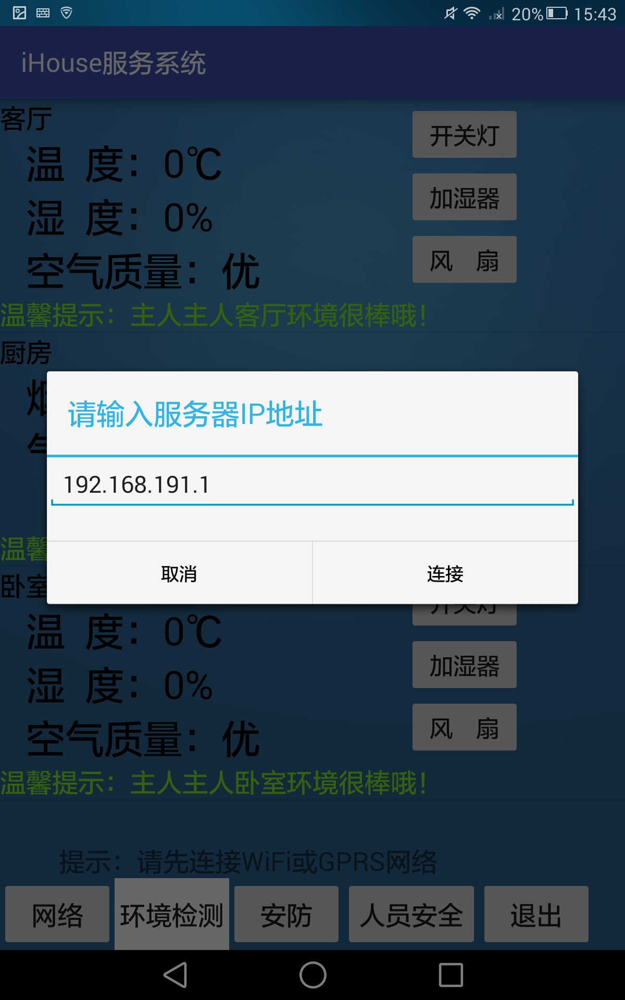 20% 15:43
iHouse服务系统
客厅
开关灯
温 度：0℃
加湿器
湿 度：0%
风 扇
空气质量：优
温馨提示：主人主人客厅环境很棒哦！
厨房
请输入服务器IP地址
192.168.191.1
取消 连接
温馨
卧室
温 度：0℃
加湿器
湿 度：0%
风 扇
空气质量：优
温馨提示：主人主人卧室环境很棒哦！
提示：请先连接WiFi或GPRS网络
网络 环境检测 安防 人员安全 退出